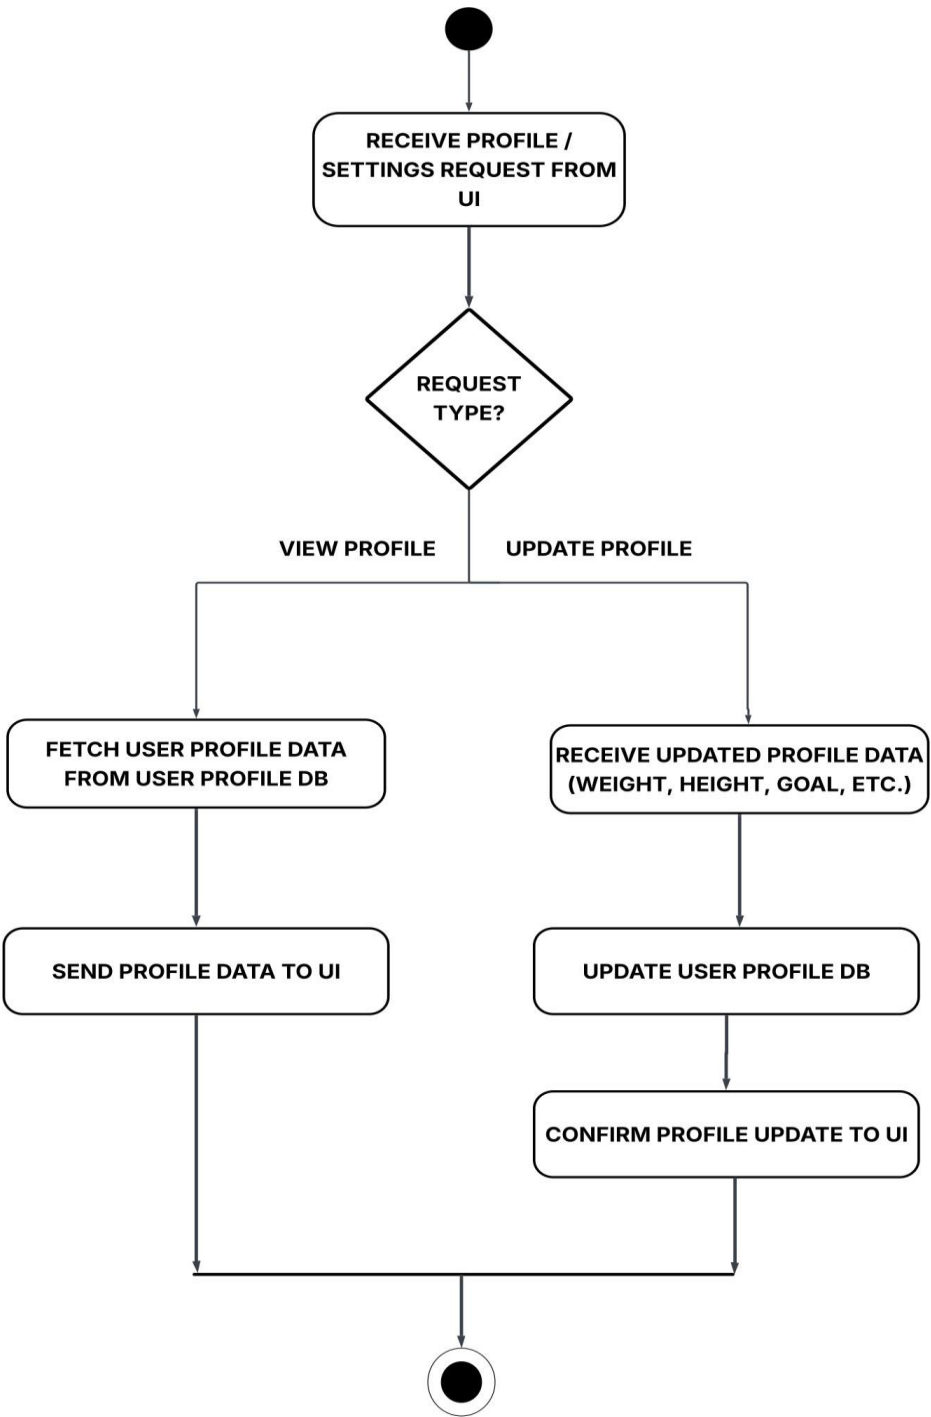 RECEIVE PROFILE /
SETTINGS REQUEST FROM
UI
REQUEST
TYPE?
VIEW PROFILE
UPDATE PROFILE
FETCH USER PROFILE DATA
FROM USER PROFILE DB
RECEIVE UPDATED PROFILE DATA
(WEIGHT, HEIGHT, GOAL, ETC.)
SEND PROFILE DATA TO UI
UPDATE USER PROFILE DB
CONFIRM PROFILE UPDATE TO UI